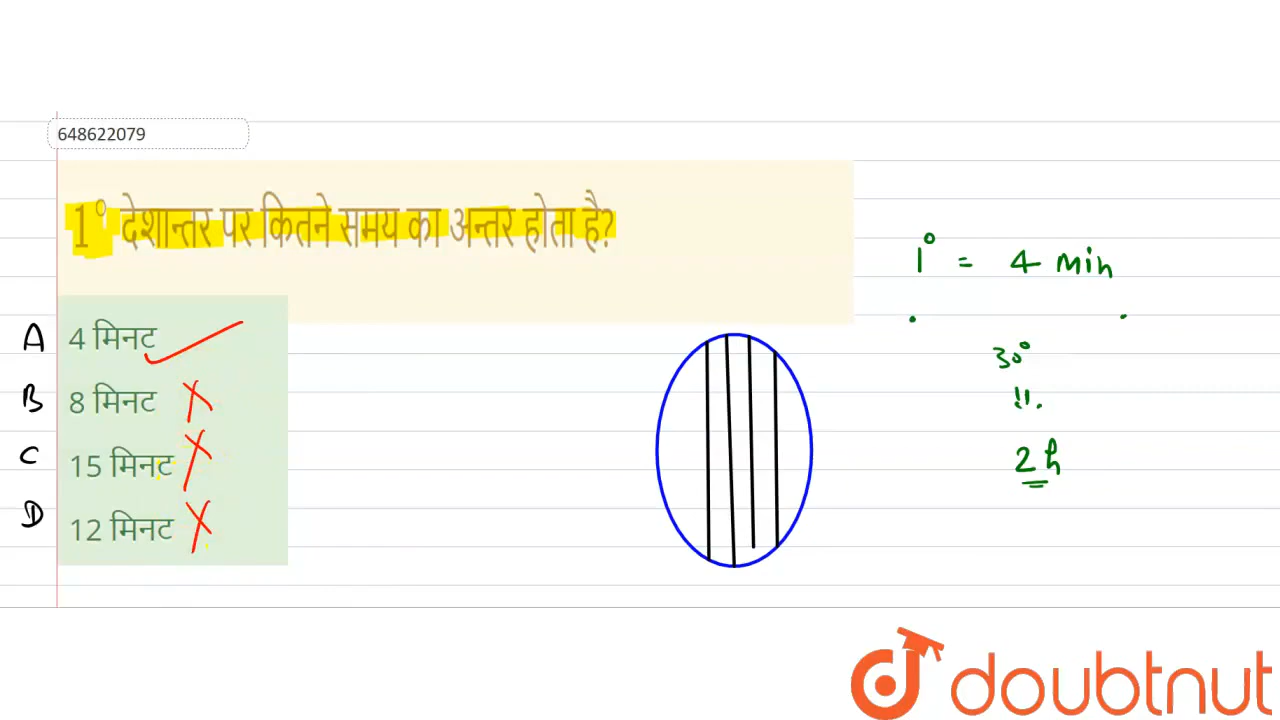 648622079
1° देशान्तर पर कितने समय का अन्तर होता है?
A 4 मिनट
B 8 मिनट
C 15 मिनट
D 12 मिनट
1° = 4 min
30°
2 h
doubtnut